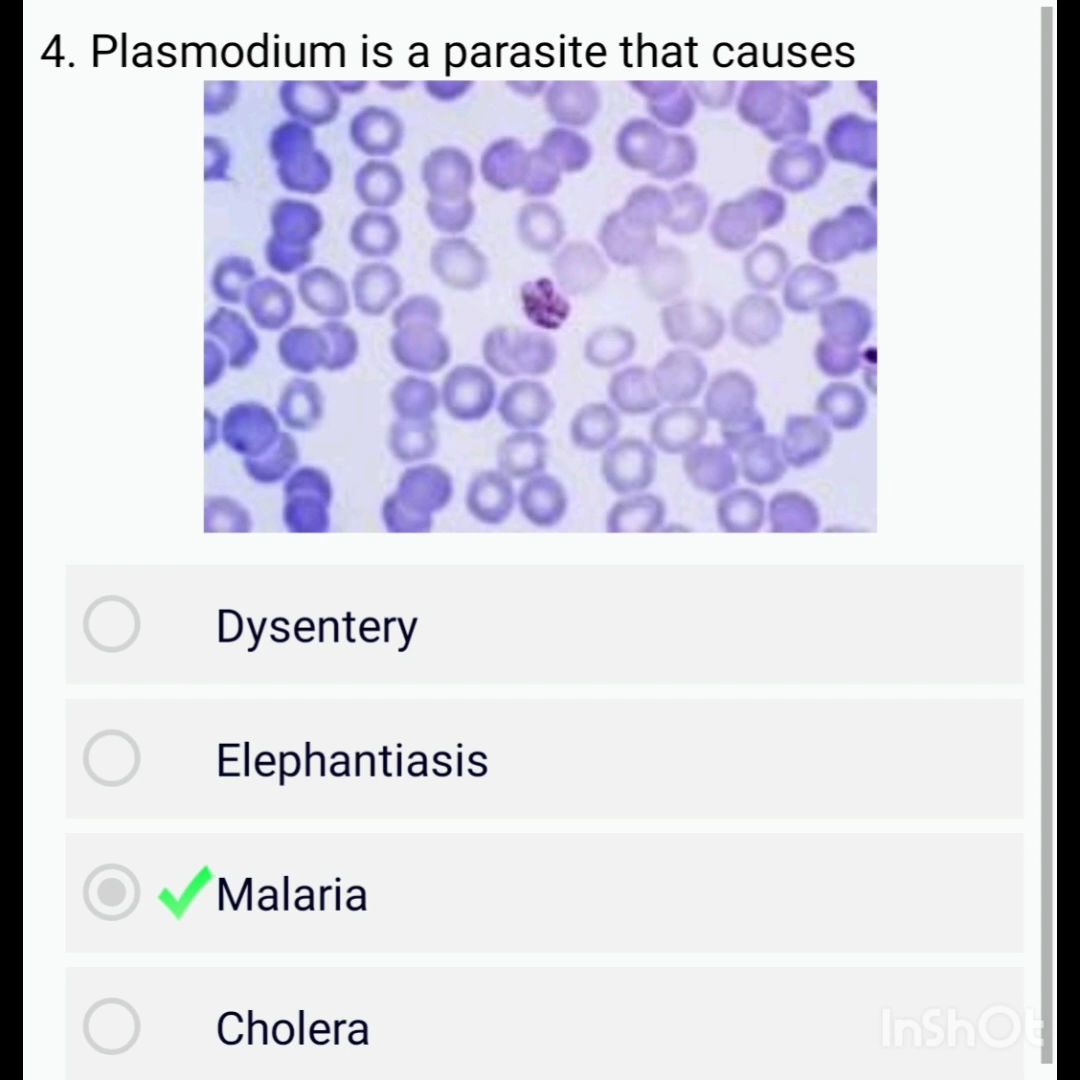 4. Plasmodium is a parasite that causes
Dysentery
Elephantiasis
Malaria
Cholera
InShOt